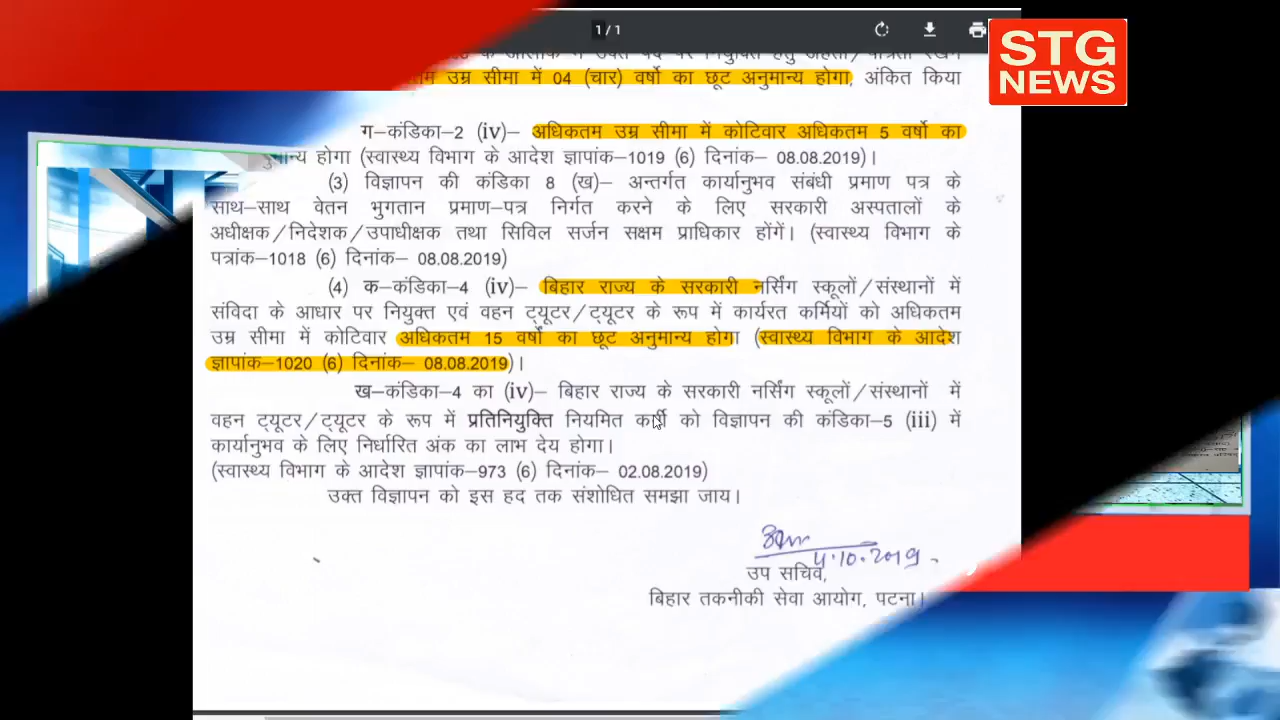 1 / 1
STG
NEWS
उम्र सीमा में 04 (चार) वर्षो का छूट अनुमान्य होगा, अंकित किया
ग–कंडिका–2 (iv)– अधिकतम उम्र सीमा में कोटिवार अधिकतम 5 वर्षो का
होगा (स्वास्थ्य विभाग के आदेश ज्ञापांक–1019 (6) दिनांक– 08.08.2019)।
(3) विज्ञापन की कंडिका 8 (ख)– अन्तर्गत कार्यानुभव संबंधी प्रमाण पत्र के
साथ–साथ वेतन भुगतान प्रमाण–पत्र निर्गत करने के लिए सरकारी अस्पतालों के
अधीक्षक/निदेशक/उपाधीक्षक तथा सिविल सर्जन सक्षम प्राधिकार होंगें। (स्वास्थ्य विभाग के
पत्रांक–1018 (6) दिनांक– 08.08.2019)
(4) क–कंडिका–4 (iv)– बिहार राज्य के सरकारी नर्सिंग स्कूलों/संस्थानों में
संविदा के आधार पर नियुक्त एवं वहन ट्यूटर/ट्यूटर के रूप में कार्यरत कर्मियों को अधिकतम
उम्र सीमा में कोटिवार अधिकतम 15 वर्षो का छूट अनुमान्य होगा (स्वास्थ्य विभाग के आदेश
ज्ञापांक–1020 (6) दिनांक– 08.08.2019)।
ख–कंडिका–4 का (iv)– बिहार राज्य के सरकारी नर्सिंग स्कूलों/संस्थानों में
वहन ट्यूटर/ट्यूटर के रूप में प्रतिनियुक्ति नियमित कर्मी को विज्ञापन की कंडिका–5 (iii) में
कार्यानुभव के लिए निर्धारित अंक का लाभ देय होगा।
(स्वास्थ्य विभाग के आदेश ज्ञापांक–973 (6) दिनांक– 02.08.2019)
उक्त विज्ञापन को इस हद तक संशोधित समझा जाय।
4.10.2019
उप सचिव,
बिहार तकनीकी सेवा आयोग, पटना।